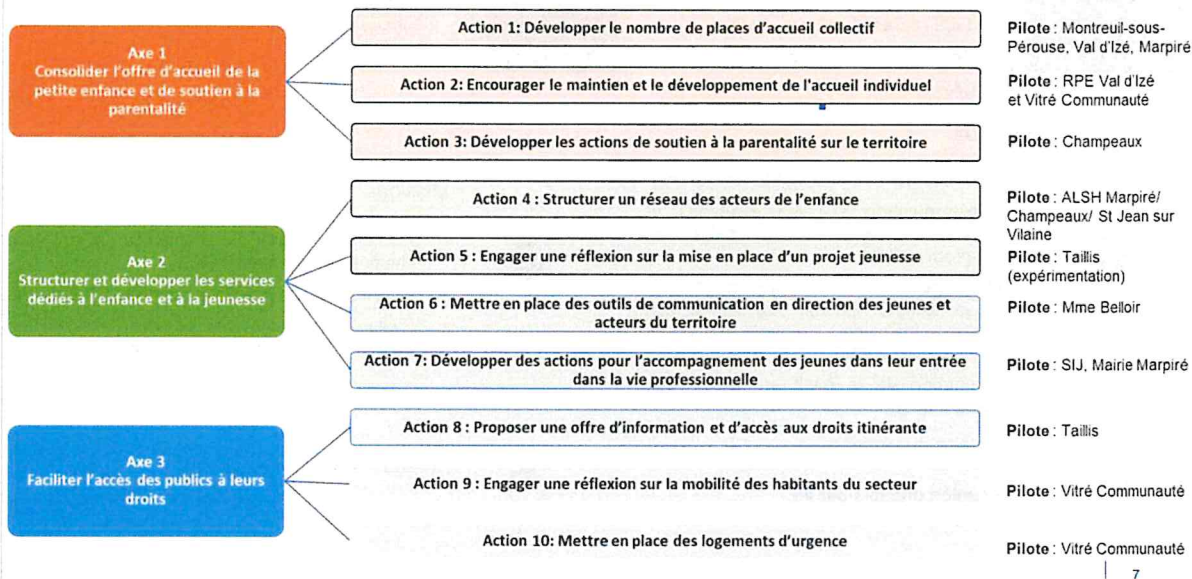 Axe 1
Consolider l'offre d'accueil de la
petite enfance et de soutien à la
parentalité
Action 1: Développer le nombre de places d'accueil collectif
Pilote : Montreuil-sous-
Pérouse, Val d'Izé, Marpiré
Action 2: Encourager le maintien et le développement de l'accueil individuel
Pilote : RPE Val d'Izé
et Vitré Communauté
Action 3: Développer les actions de soutien à la parentalité sur le territoire
Pilote : Champeaux
Axe 2
Structurer et développer les services
dédiés à l'enfance et à la jeunesse
Action 4 : Structurer un réseau des acteurs de l'enfance
Pilote : ALSH Marpiré/
Champeaux/ St Jean sur
Vilaine
Action 5 : Engager une réflexion sur la mise en place d'un projet jeunesse
Pilote : Taillis
(expérimentation)
Action 6 : Mettre en place des outils de communication en direction des jeunes et
acteurs du territoire
Pilote : Mme Belloir
Action 7: Développer des actions pour l'accompagnement des jeunes dans leur entrée
dans la vie professionnelle
Pilote : SIJ, Mairie Marpiré
Axe 3
Faciliter l'accès des publics à leurs
droits
Action 8 : Proposer une offre d'information et d'accès aux droits itinérante
Pilote : Taillis
Action 9 : Engager une réflexion sur la mobilité des habitants du secteur
Pilote : Vitré Communauté
Action 10: Mettre en place des logements d'urgence
Pilote : Vitré Communauté
7